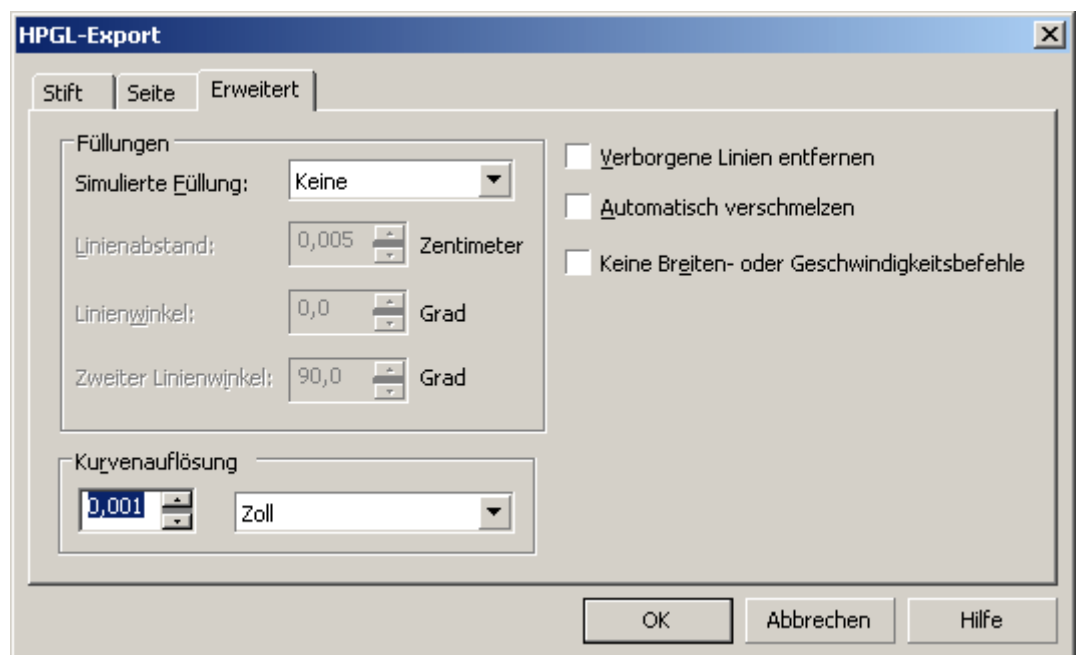 HPGL-Export
Stift Seite Erweitert
Füllungen
Simulierte Füllung: Keine
Linienabstand: 0,005 Zentimeter
Linienwinkel: 0,0 Grad
Zweiter Linienwinkel: 90,0 Grad
Verborgene Linien entfernen
Automatisch verschmelzen
Keine Breiten- oder Geschwindigkeitsbefehle
Kurvenauflösung
0,001 Zoll
OK Abbrechen Hilfe